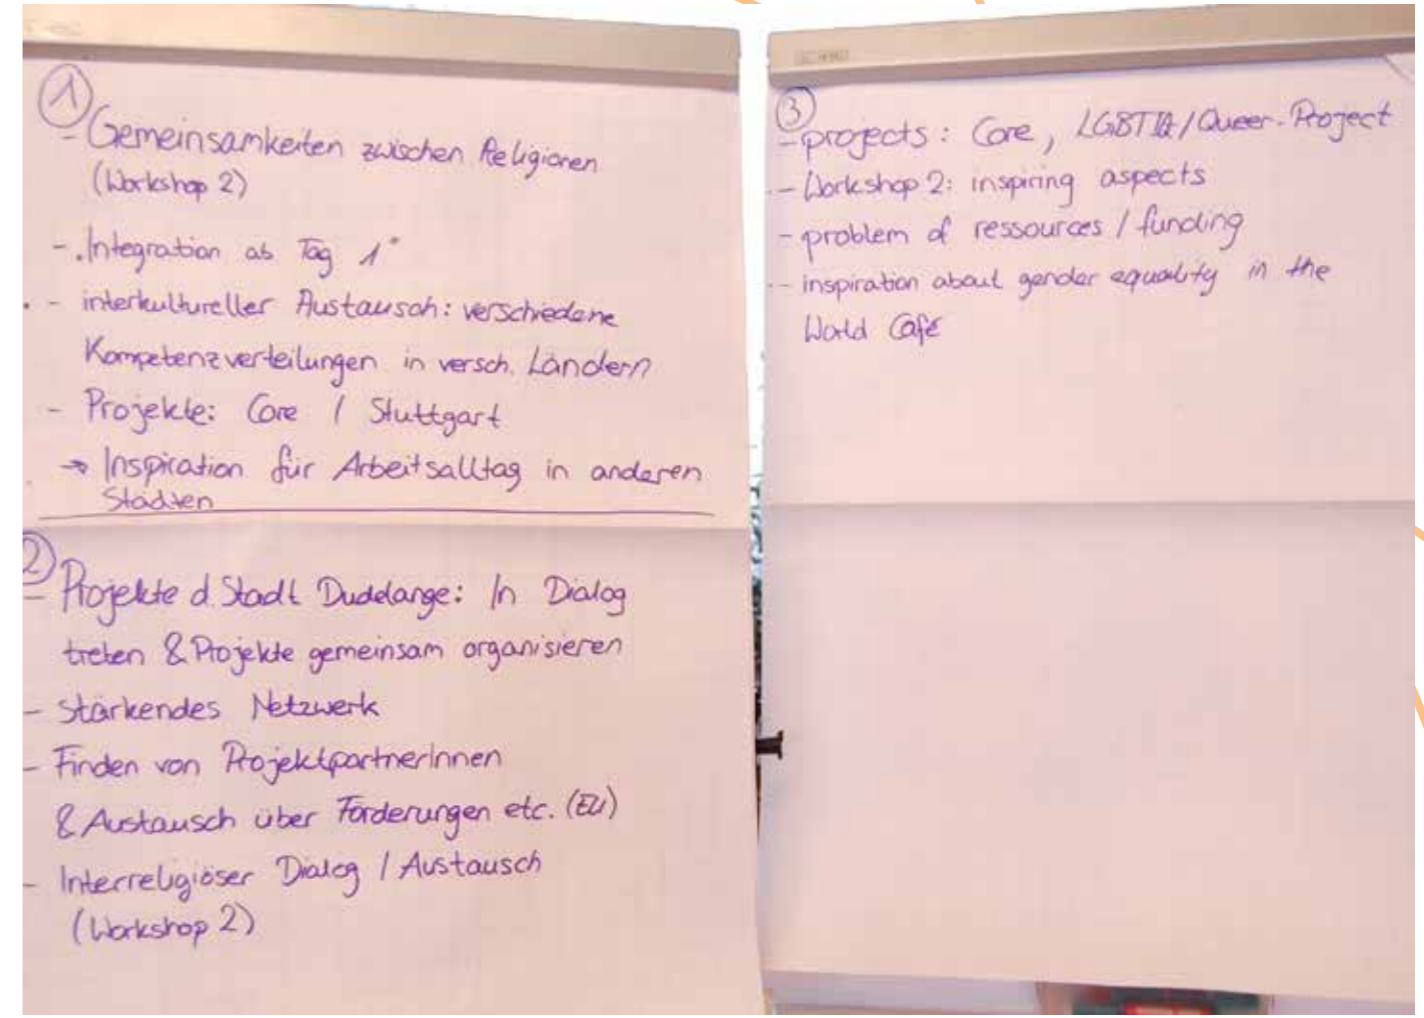 ①
- Gemeinsamkeiten zwischen Religionen
(Workshop 2)
- "Integration ab Tag 1"
- interkultureller Austausch: verschiedene
Kompetenzverteilungen in versch. Ländern
- Projekte: Core / Stuttgart
→ Inspiration für Arbeitsalltag in anderen
Städten
②
- Projekte d. Stadt Dudelange: In Dialog
treten & Projekte gemeinsam organisieren
- Stärkendes Netzwerk
- Finden von ProjektpartnerInnen
& Austausch über Förderungen etc. (EU)
- Interreligiöser Dialog / Austausch
(Workshop 2)
③
- projects: Core, /Queer-Project
- Workshop 2: inspiring aspects
- problem of ressources / funding
- inspiration about gender equality in the
World Café